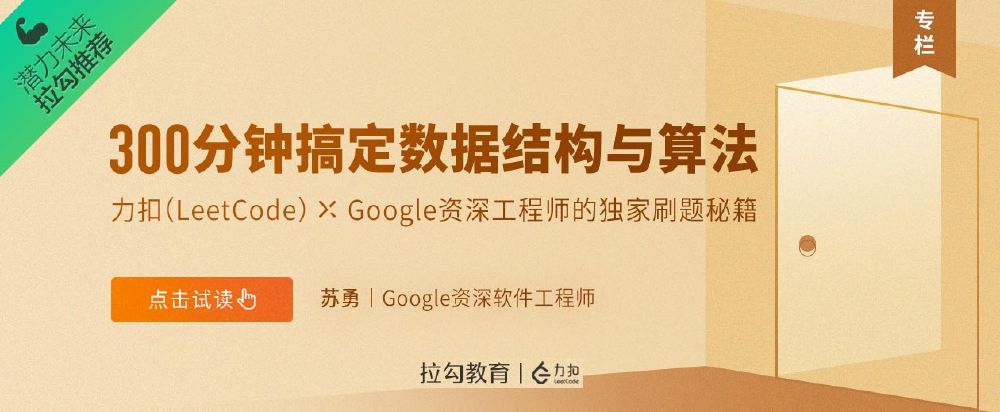 潜力未来
拉勾推荐
专栏
300分钟搞定数据结构与算法
力扣(LeetCode) × Google资深工程师的独家刷题秘籍
点击试读
苏勇｜Google资深软件工程师
拉勾教育｜力扣
LeetCode